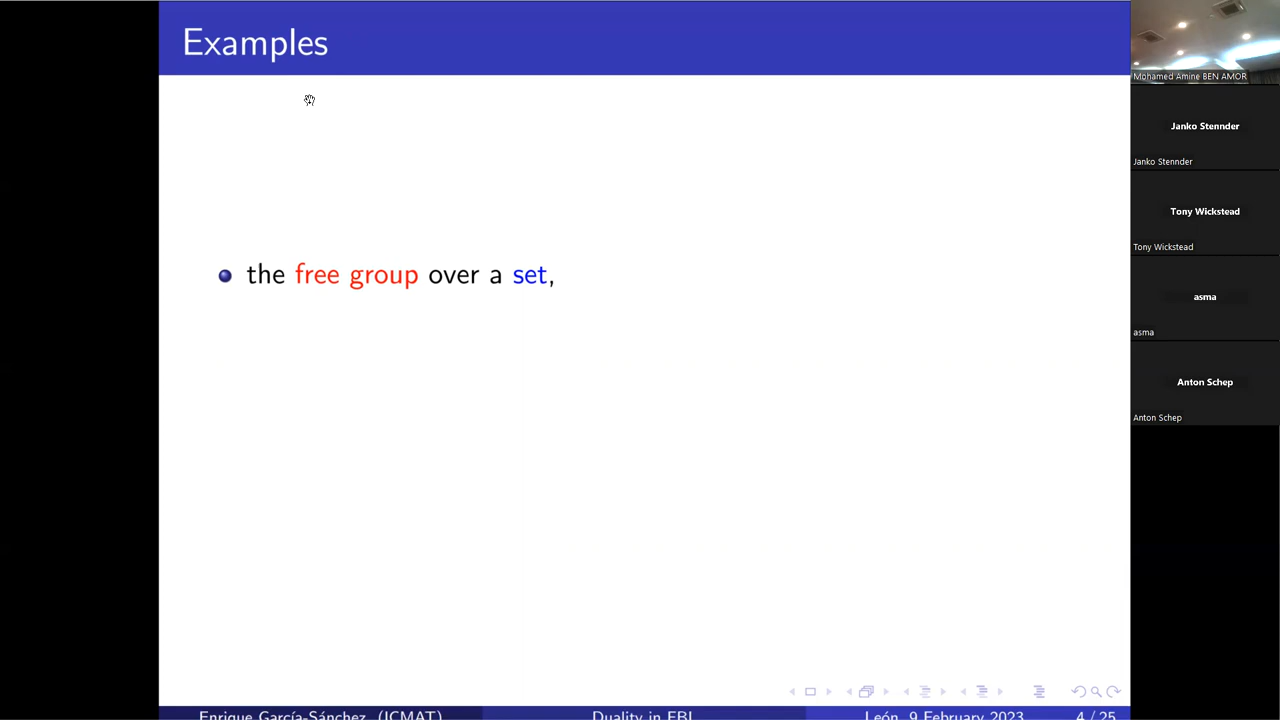 Examples
the free group over a set,
Enrique García-Sánchez (ICMAT)
Duality in FBL
León, 9 February 2023
4 / 25
Mohamed Amine BEN AMOR
Janko Stennder
Janko Stennder
Tony Wickstead
Tony Wickstead
asma
asma
Anton Schep
Anton Schep